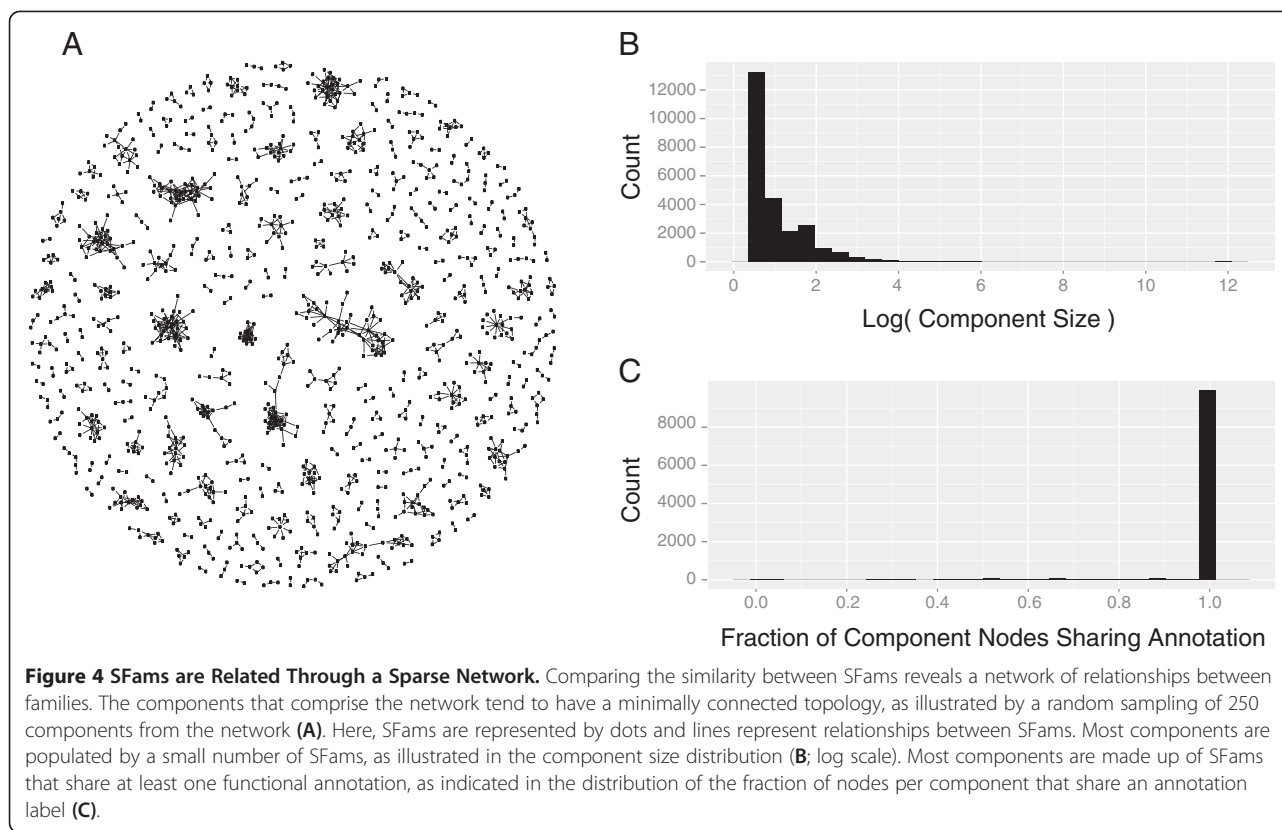 A
B
12000
10000
8000
6000
4000
2000
0
Count
0 2 4 6 8 10 12
Log( Component Size )
C
8000
6000
4000
2000
0
Count
0.0 0.2 0.4 0.6 0.8 1.0
Fraction of Component Nodes Sharing Annotation
Figure 4 SFams are Related Through a Sparse Network. Comparing the similarity between SFams reveals a network of relationships between
families. The components that comprise the network tend to have a minimally connected topology, as illustrated by a random sampling of 250
components from the network (A). Here, SFams are represented by dots and lines represent relationships between SFams. Most components are
populated by a small number of SFams, as illustrated in the component size distribution (B; log scale). Most components are made up of SFams
that share at least one functional annotation, as indicated in the distribution of the fraction of nodes per component that share an annotation
label (C).